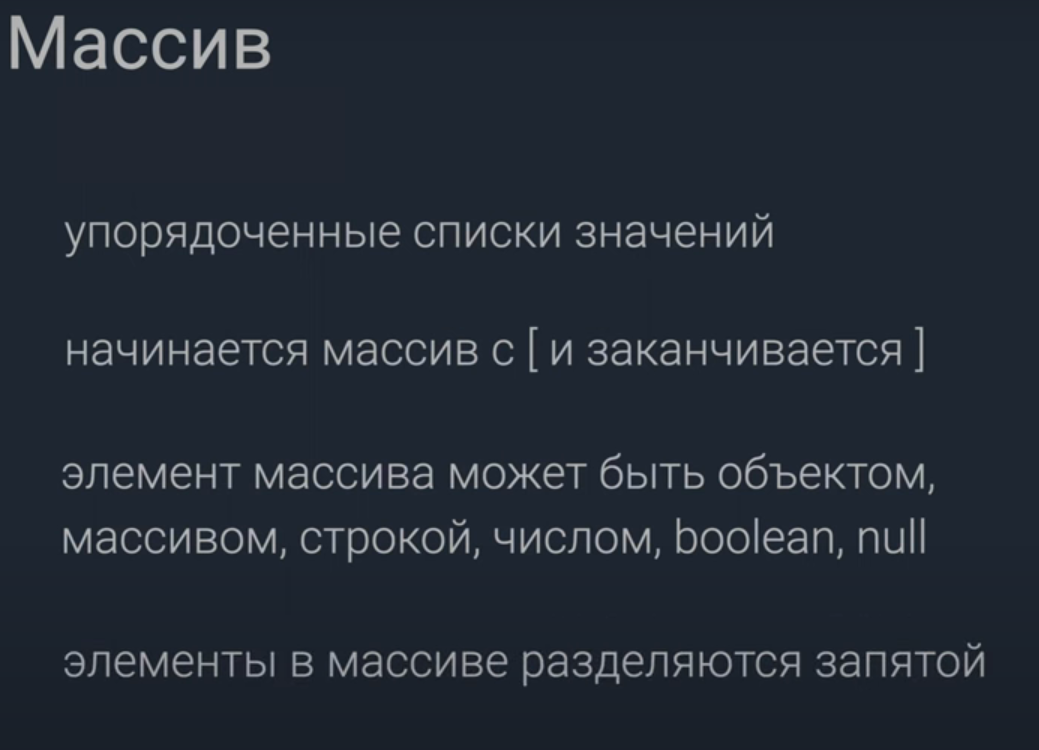 Массив
упорядоченные списки значений
начинается массив с [ и заканчивается ]
элемент массива может быть объектом,
массивом, строкой, числом, boolean, null
элементы в массиве разделяются запятой